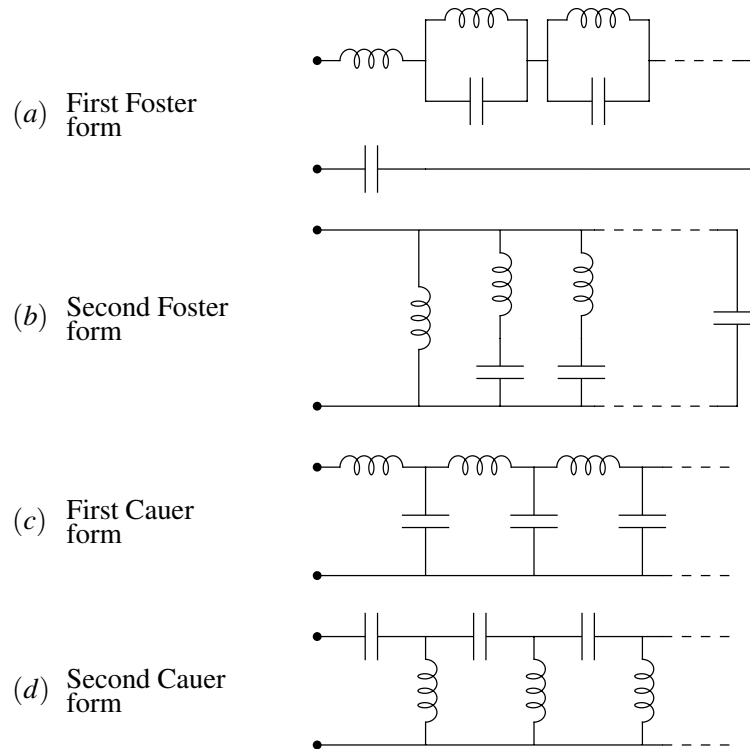 (a) First Foster
form
(b) Second Foster
form
(c) First Cauer
form
(d) Second Cauer
form